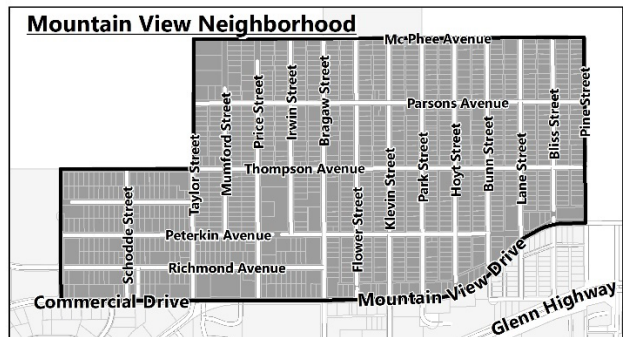 Mountain View Neighborhood
Mc Phee Avenue
Parsons Avenue
Thompson Avenue
Peterkin Avenue
Richmond Avenue
Commercial Drive
Mountain View Drive
Glenn Highway
Schodde Street
Taylor Street
Mumford Street
Price Street
Irwin Street
Bragaw Street
Flower Street
Klevin Street
Park Street
Hoyt Street
Bunn Street
Lane Street
Bliss Street
Pine Street